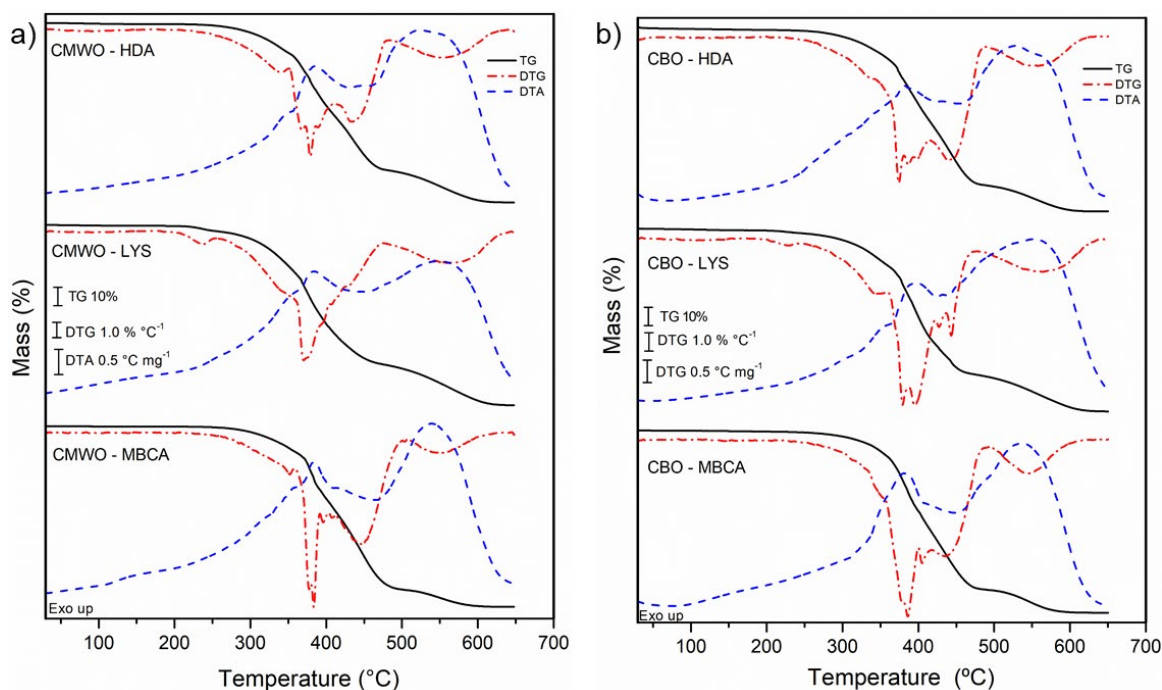 a)
CMWO - HDA
TG
DTG
DTA
CMWO - LYS
TG 10%
DTG 1.0 % °C⁻¹
DTA 0.5 °C mg⁻¹
CMWO - MBCA
Exo up
Mass (%)
100 200 300 400 500 600 700
Temperature (°C)
b)
CBO - HDA
TG
DTG
DTA
CBO - LYS
TG 10%
DTG 1.0 % °C⁻¹
DTG 0.5 °C mg⁻¹
CBO - MBCA
Exo up
Mass (%)
100 200 300 400 500 600 700
Temperature (ºC)